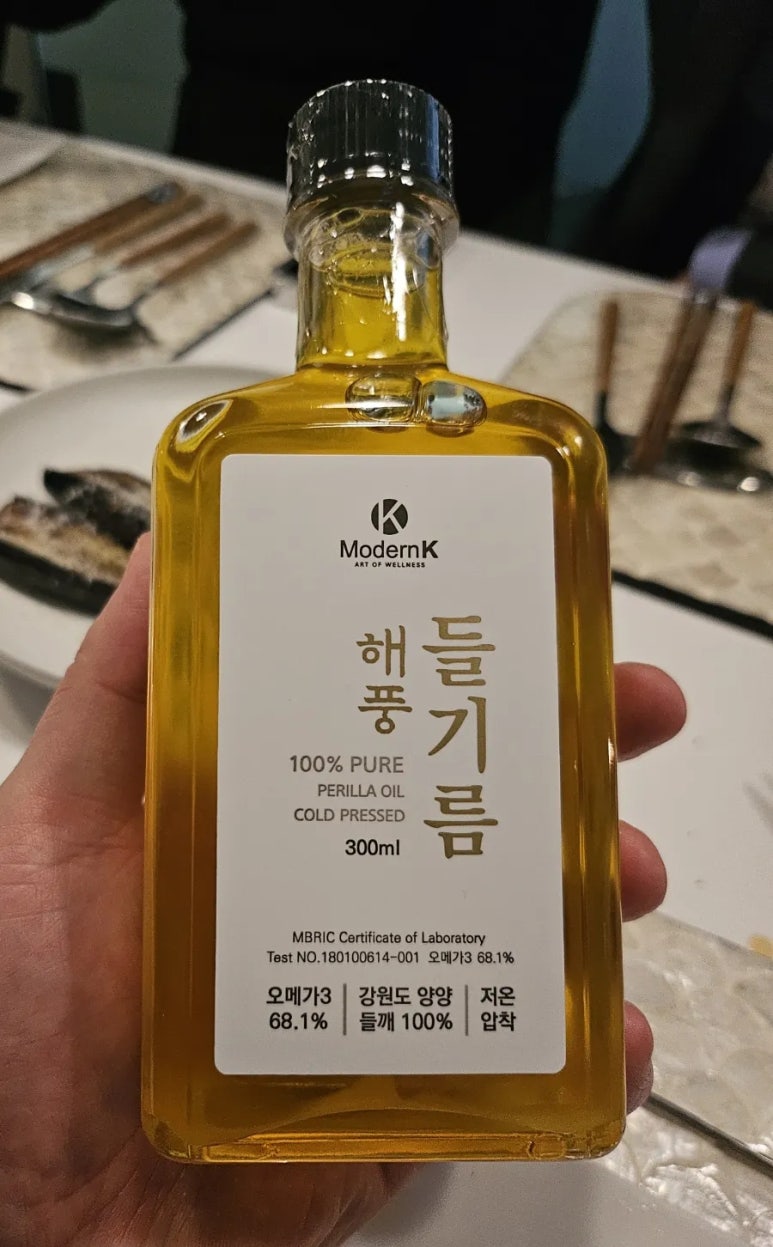 K
ModernK
ART OF WELLNESS
들기름
해풍
100% PURE
PERILLA OIL
COLD PRESSED
300ml
MBRIC Certificate of Laboratory
Test NO.180100614-001 오메가3 68.1%
오메가3 | 강원도 양양 | 저온
68.1% | 들깨 100% | 압착